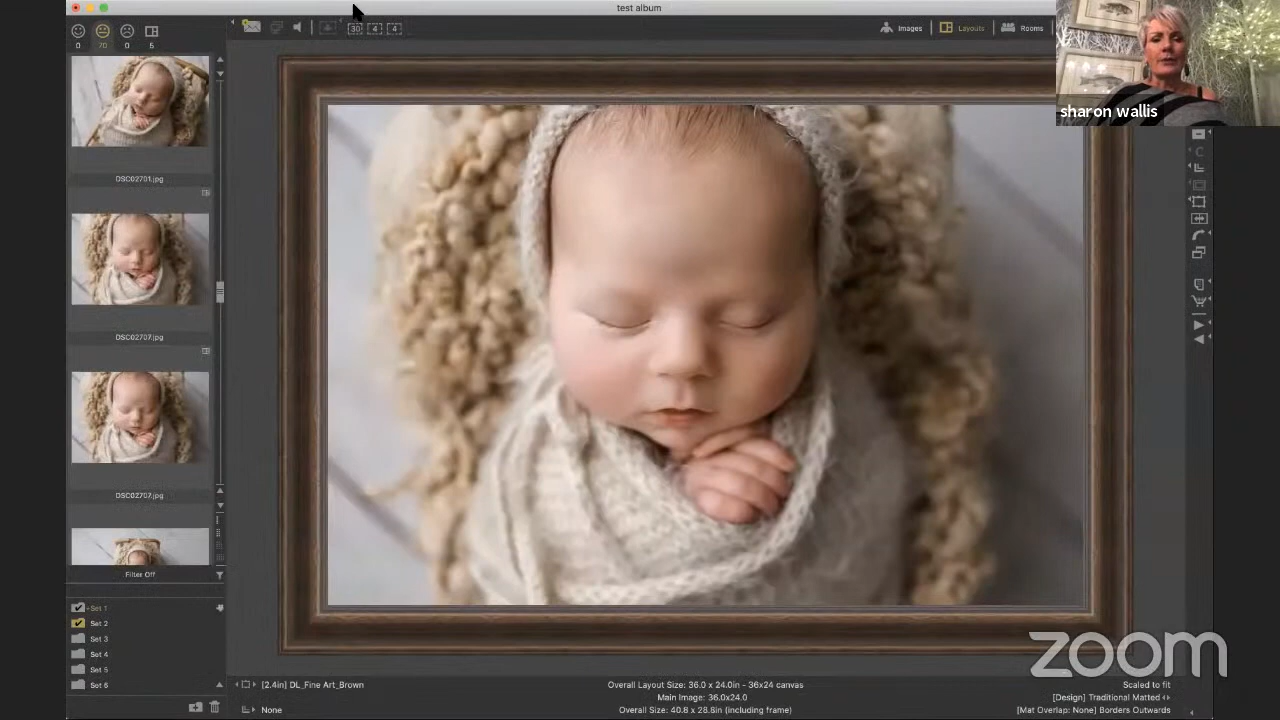 test album
0 70 0 5
30 4 4
Images Layouts Rooms
sharon wallis
DSC02701.jpg
DSC02707.jpg
DSC02707.jpg
Filter Off
Set 1
Set 2
Set 3
Set 4
Set 5
Set 6
[2.4in] DL_Fine Art_Brown
None
Overall Layout Size: 36.0 x 24.0in - 36x24 canvas
Main Image: 36.0x24.0
Overall Size: 40.8 x 28.8in (including frame)
Scaled to fit
[Design] Traditional Matted
[Mat Overlap: None] Borders Outwards
zoom